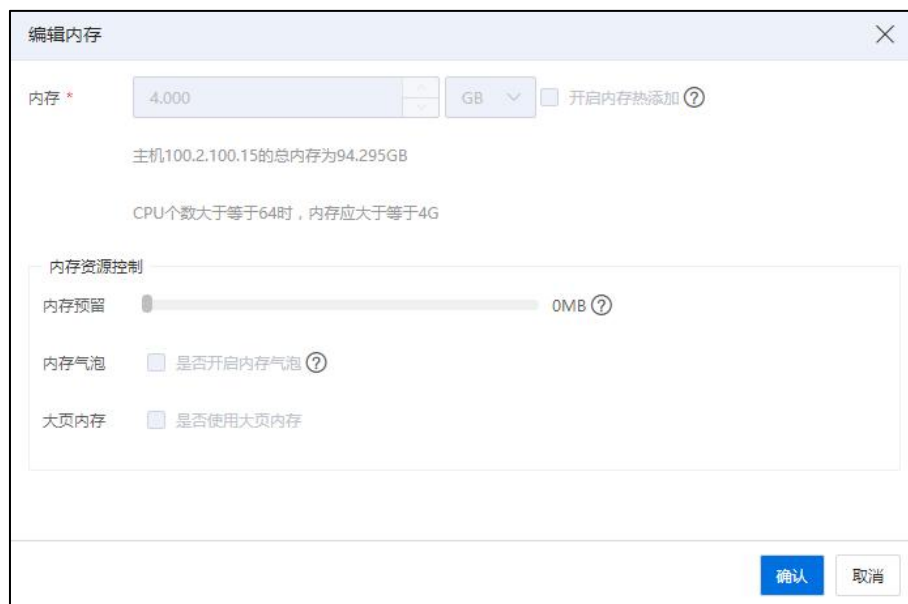 编辑内存
内存 *
4.000
GB
开启内存热添加 ?
主机100.2.100.15的总内存为94.295GB
CPU个数大于等于64时，内存应大于等于4G
内存资源控制
内存预留
0MB ?
内存气泡
是否开启内存气泡 ?
大页内存
是否使用大页内存
确认
取消